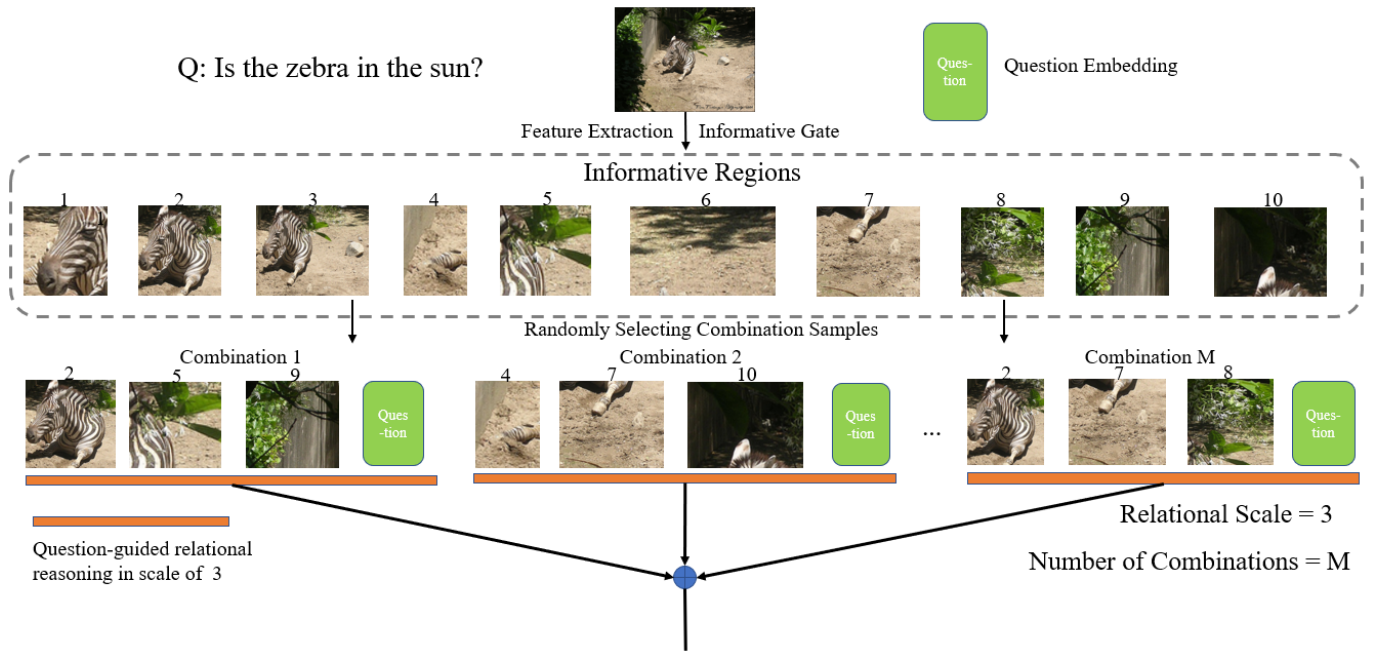 Q: Is the zebra in the sun?
Ques-
tion
Question Embedding
Feature Extraction
Informative Gate
Informative Regions
1
2
3
4
5
6
7
8
9
10
Randomly Selecting Combination Samples
Combination 1
Combination 2
Combination M
2
5
9
Ques
-tion
4
7
10
Ques
-tion
...
2
7
8
Ques-
tion
Relational Scale = 3
Question-guided relational
reasoning in scale of 3
Number of Combinations = M